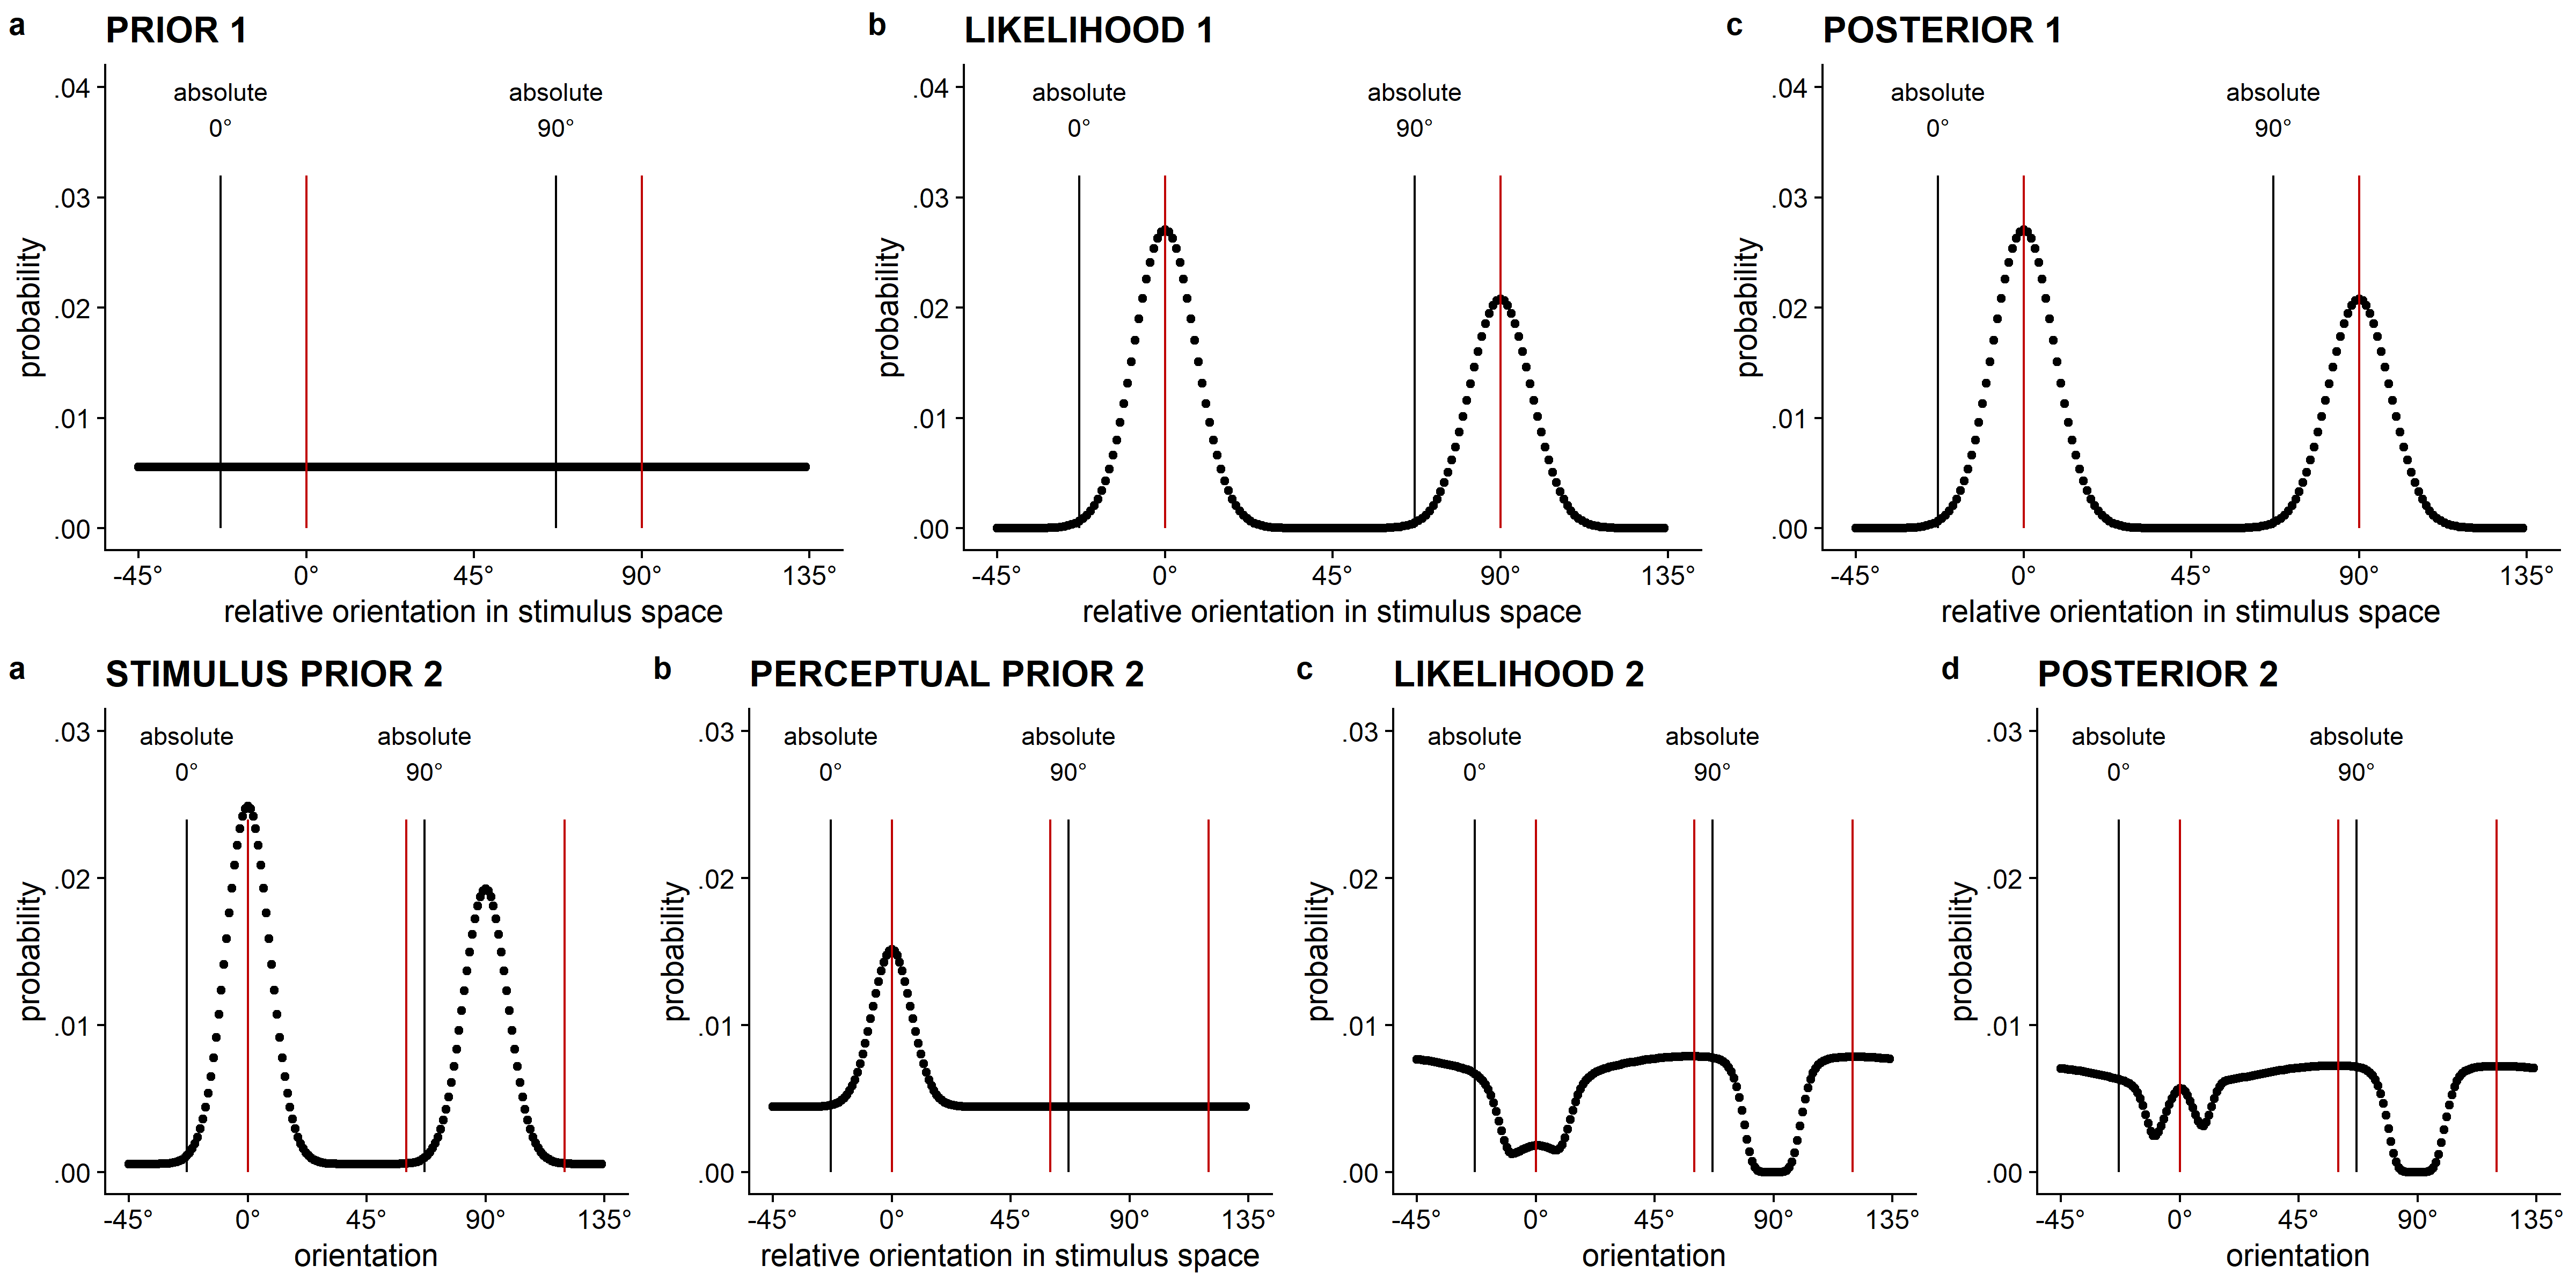 a PRIOR 1
.04
.03
.02
.01
.00
probability
absolute
0°
absolute
90°
-45° 0° 45° 90° 135°
relative orientation in stimulus space
b LIKELIHOOD 1
.04
.03
.02
.01
.00
probability
absolute
0°
absolute
90°
-45° 0° 45° 90° 135°
relative orientation in stimulus space
c POSTERIOR 1
.04
.03
.02
.01
.00
probability
absolute
0°
absolute
90°
-45° 0° 45° 90° 135°
relative orientation in stimulus space
a STIMULUS PRIOR 2
.03
.02
.01
.00
probability
absolute
0°
absolute
90°
-45° 0° 45° 90° 135°
orientation
b PERCEPTUAL PRIOR 2
.03
.02
.01
.00
probability
absolute
0°
absolute
90°
-45° 0° 45° 90° 135°
relative orientation in stimulus space
c LIKELIHOOD 2
.03
.02
.01
.00
probability
absolute
0°
absolute
90°
-45° 0° 45° 90° 135°
orientation
d POSTERIOR 2
.03
.02
.01
.00
probability
absolute
0°
absolute
90°
-45° 0° 45° 90° 135°
orientation